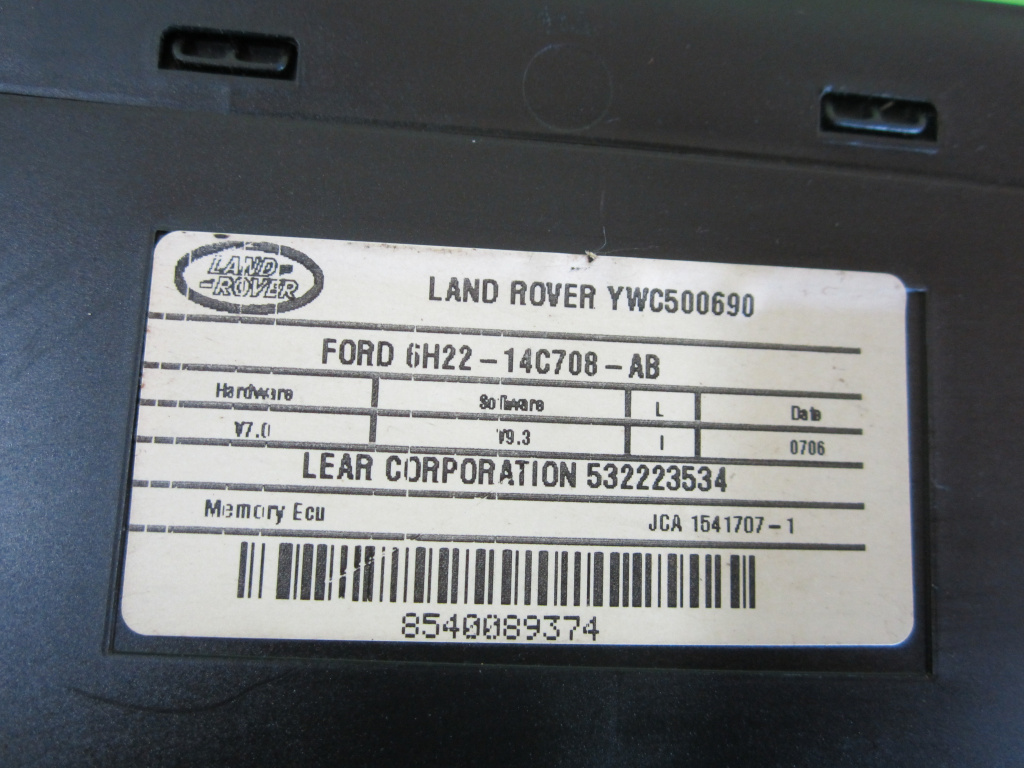 LAND
-ROVER
LAND ROVER YWC500690
FORD 6H22-14C708-AB
Hardware Software L Date
V7.0 V9.3 I 0706
LEAR CORPORATION 532223534
Memory Ecu JCA 1541707-1
8540089374